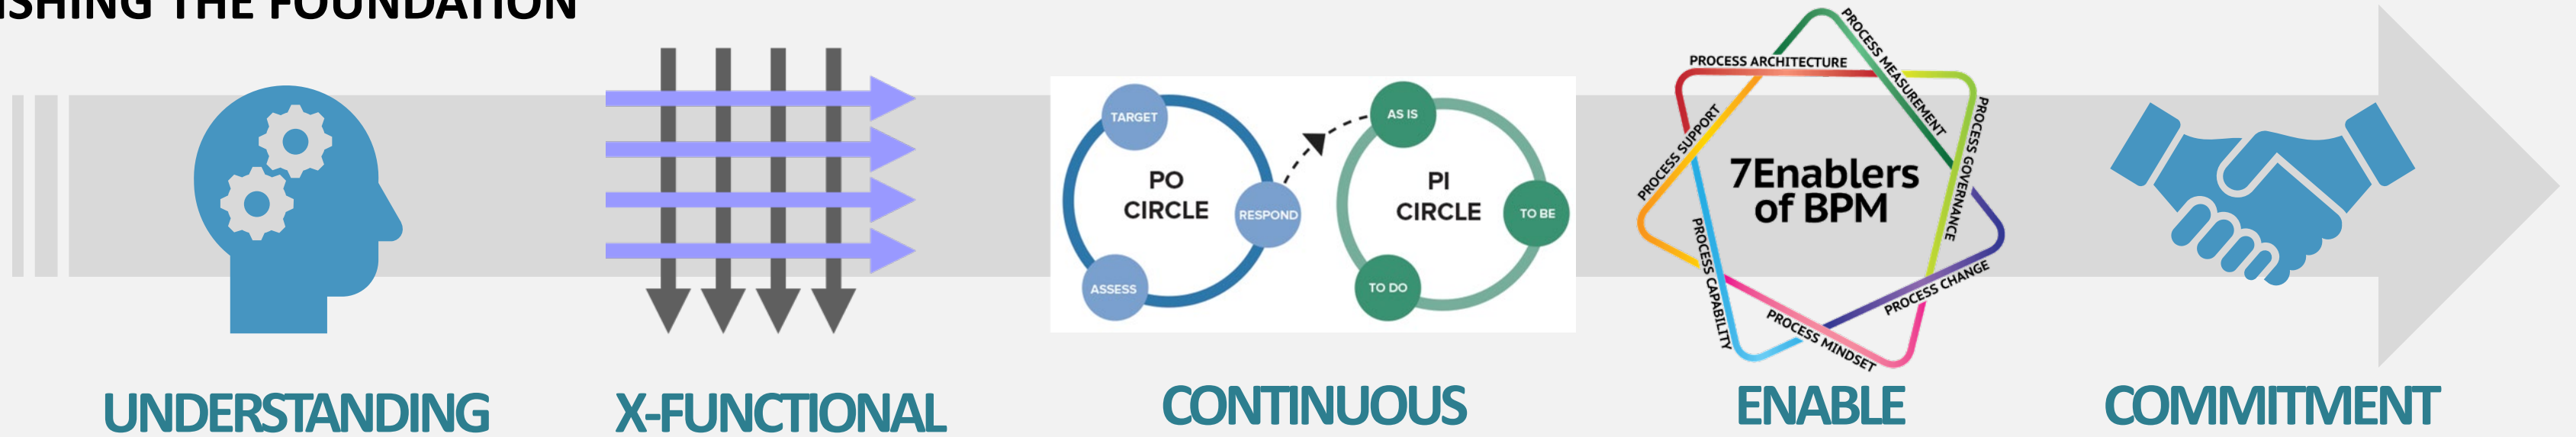 ISHING THE FOUNDATION
TARGET
PO
CIRCLE
RESPOND
ASSESS
AS IS
PI
CIRCLE
TO BE
TO DO
PROCESS ARCHITECTURE
PROCESS MEASUREMENT
PROCESS GOVERNANCE
PROCESS SUPPORT
7Enablers
of BPM
PROCESS CAPABILITY
PROCESS CHANGE
PROCESS MINDSET
UNDERSTANDING
X-FUNCTIONAL
CONTINUOUS
ENABLE
COMMITMENT